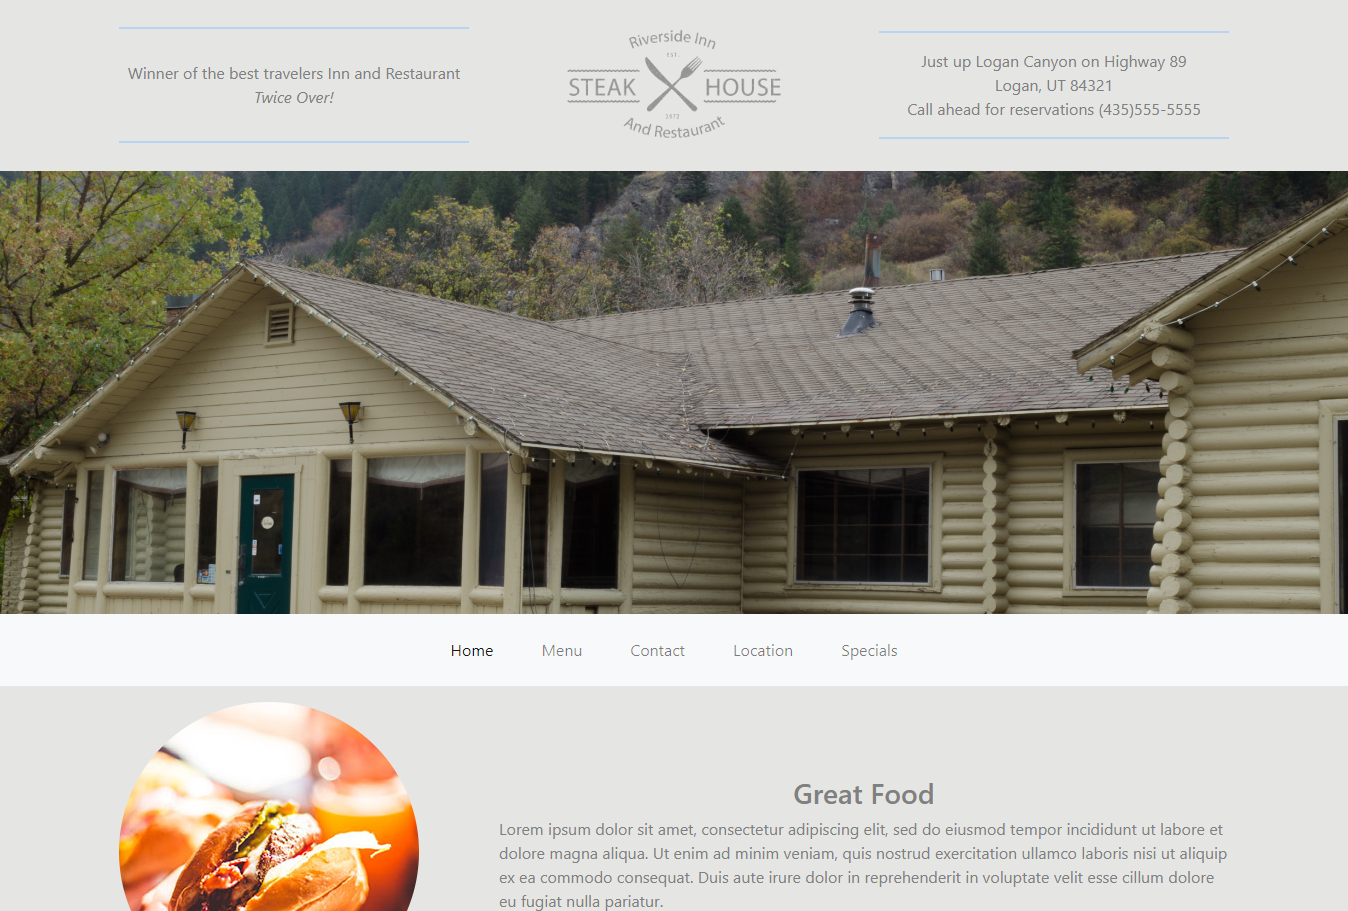 Winner of the best travelers Inn and Restaurant
Twice Over!
Riverside Inn
EST.
STEAK HOUSE
1972
And Restaurant
Just up Logan Canyon on Highway 89
Logan, UT 84321
Call ahead for reservations (435)555-5555
Home Menu Contact Location Specials
Great Food
Lorem ipsum dolor sit amet, consectetur adipiscing elit, sed do eiusmod tempor incididunt ut labore et
dolore magna aliqua. Ut enim ad minim veniam, quis nostrud exercitation ullamco laboris nisi ut aliquip
ex ea commodo consequat. Duis aute irure dolor in reprehenderit in voluptate velit esse cillum dolore
eu fugiat nulla pariatur.